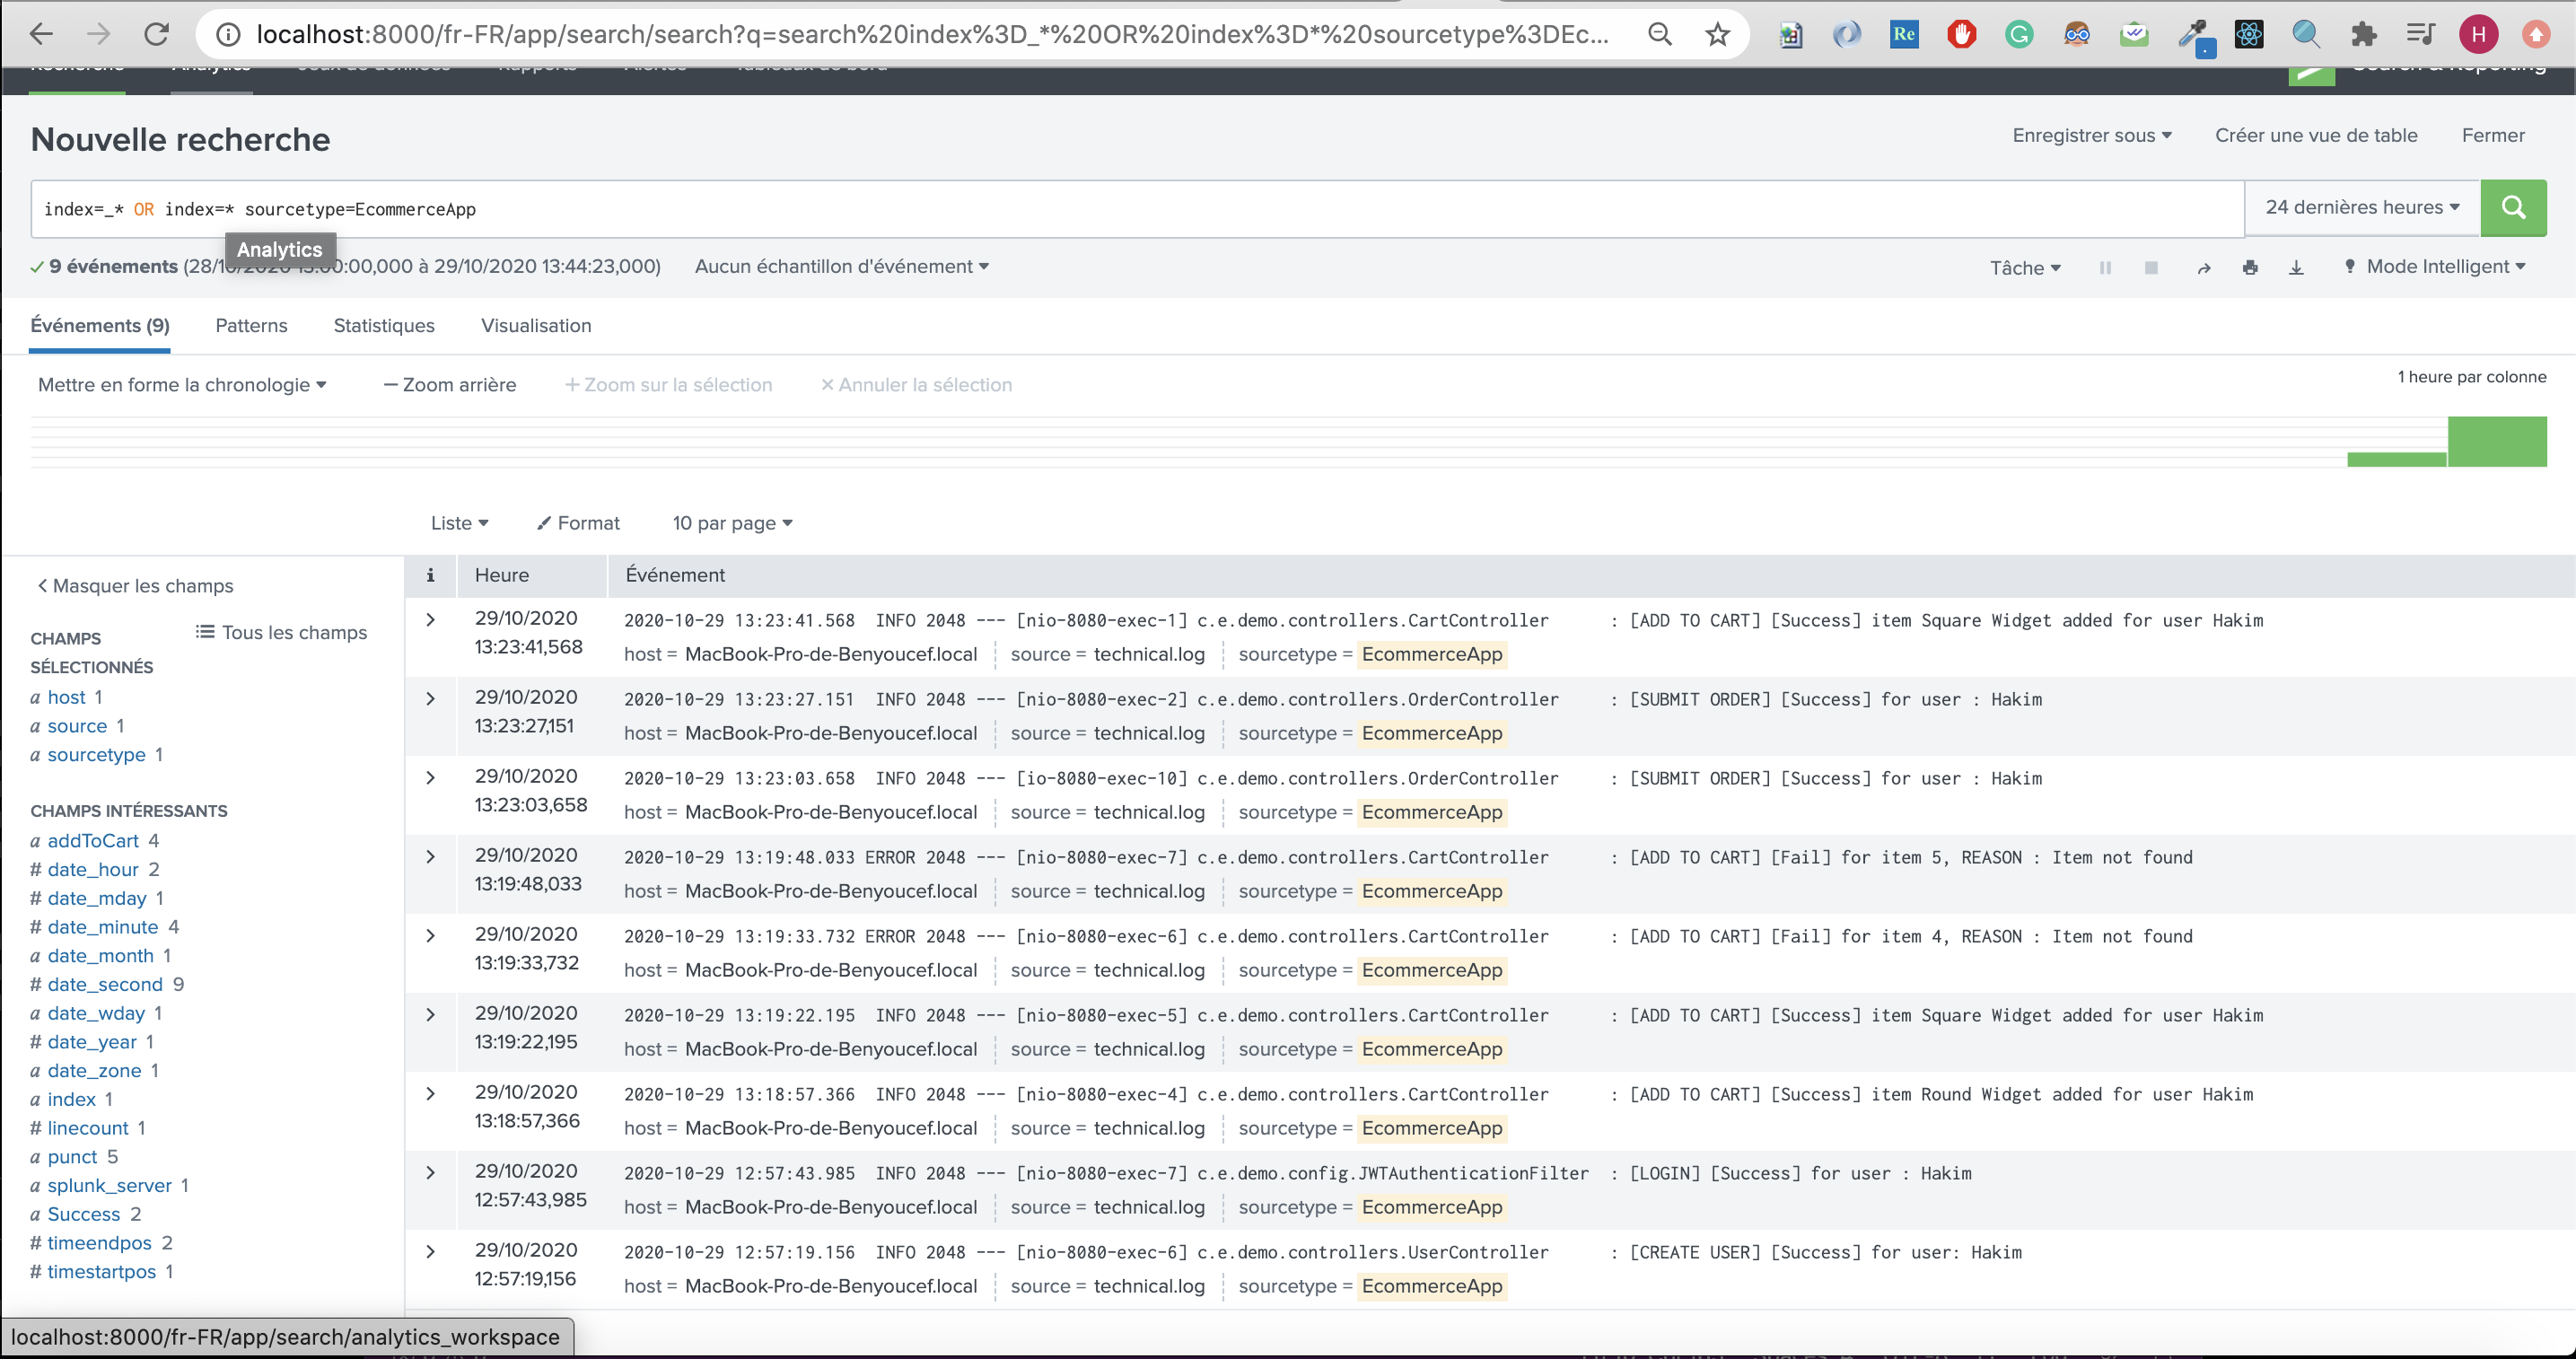 localhost:8000/fr-FR/app/search/search?q=search%20index%3D_*%20OR%20index%3D*%20sourcetype%3DEc...
Re
H
Nouvelle recherche
Enregistrer sous Créer une vue de table Fermer
index=_* OR index=* sourcetype=EcommerceApp
24 dernières heures
Analytics
9 événements (28/10/2020 13:00:00,000 à 29/10/2020 13:44:23,000) Aucun échantillon d'événement
Tâche Mode Intelligent
Événements (9) Patterns Statistiques Visualisation
Mettre en forme la chronologie — Zoom arrière + Zoom sur la sélection × Annuler la sélection
1 heure par colonne
Liste Format 10 par page
< Masquer les champs
CHAMPS SÉLECTIONNÉS
Tous les champs
a host 1
a source 1
a sourcetype 1
CHAMPS INTÉRESSANTS
a addToCart 4
# date_hour 2
# date_mday 1
# date_minute 4
a date_month 1
# date_second 9
a date_wday 1
# date_year 1
a date_zone 1
a index 1
# linecount 1
a punct 5
a splunk_server 1
a Success 2
# timeendpos 2
# timestartpos 1
i Heure Événement
29/10/2020 13:23:41,568
2020-10-29 13:23:41.568  INFO 2048 --- [nio-8080-exec-1] c.e.demo.controllers.CartController : [ADD TO CART] [Success] item Square Widget added for user Hakim
host = MacBook-Pro-de-Benyoucef.local source = technical.log sourcetype = EcommerceApp
29/10/2020 13:23:27,151
2020-10-29 13:23:27.151  INFO 2048 --- [nio-8080-exec-2] c.e.demo.controllers.OrderController : [SUBMIT ORDER] [Success] for user : Hakim
host = MacBook-Pro-de-Benyoucef.local source = technical.log sourcetype = EcommerceApp
29/10/2020 13:23:03,658
2020-10-29 13:23:03.658  INFO 2048 --- [io-8080-exec-10] c.e.demo.controllers.OrderController : [SUBMIT ORDER] [Success] for user : Hakim
host = MacBook-Pro-de-Benyoucef.local source = technical.log sourcetype = EcommerceApp
29/10/2020 13:19:48,033
2020-10-29 13:19:48.033 ERROR 2048 --- [nio-8080-exec-7] c.e.demo.controllers.CartController : [ADD TO CART] [Fail] for item 5, REASON : Item not found
host = MacBook-Pro-de-Benyoucef.local source = technical.log sourcetype = EcommerceApp
29/10/2020 13:19:33,732
2020-10-29 13:19:33.732 ERROR 2048 --- [nio-8080-exec-6] c.e.demo.controllers.CartController : [ADD TO CART] [Fail] for item 4, REASON : Item not found
host = MacBook-Pro-de-Benyoucef.local source = technical.log sourcetype = EcommerceApp
29/10/2020 13:19:22,195
2020-10-29 13:19:22.195  INFO 2048 --- [nio-8080-exec-5] c.e.demo.controllers.CartController : [ADD TO CART] [Success] item Square Widget added for user Hakim
host = MacBook-Pro-de-Benyoucef.local source = technical.log sourcetype = EcommerceApp
29/10/2020 13:18:57,366
2020-10-29 13:18:57.366  INFO 2048 --- [nio-8080-exec-4] c.e.demo.controllers.CartController : [ADD TO CART] [Success] item Round Widget added for user Hakim
host = MacBook-Pro-de-Benyoucef.local source = technical.log sourcetype = EcommerceApp
29/10/2020 12:57:43,985
2020-10-29 12:57:43.985  INFO 2048 --- [nio-8080-exec-7] c.e.demo.config.JWTAuthenticationFilter : [LOGIN] [Success] for user : Hakim
host = MacBook-Pro-de-Benyoucef.local source = technical.log sourcetype = EcommerceApp
29/10/2020 12:57:19,156
2020-10-29 12:57:19.156  INFO 2048 --- [nio-8080-exec-6] c.e.demo.controllers.UserController : [CREATE USER] [Success] for user: Hakim
host = MacBook-Pro-de-Benyoucef.local source = technical.log sourcetype = EcommerceApp
localhost:8000/fr-FR/app/search/analytics_workspace